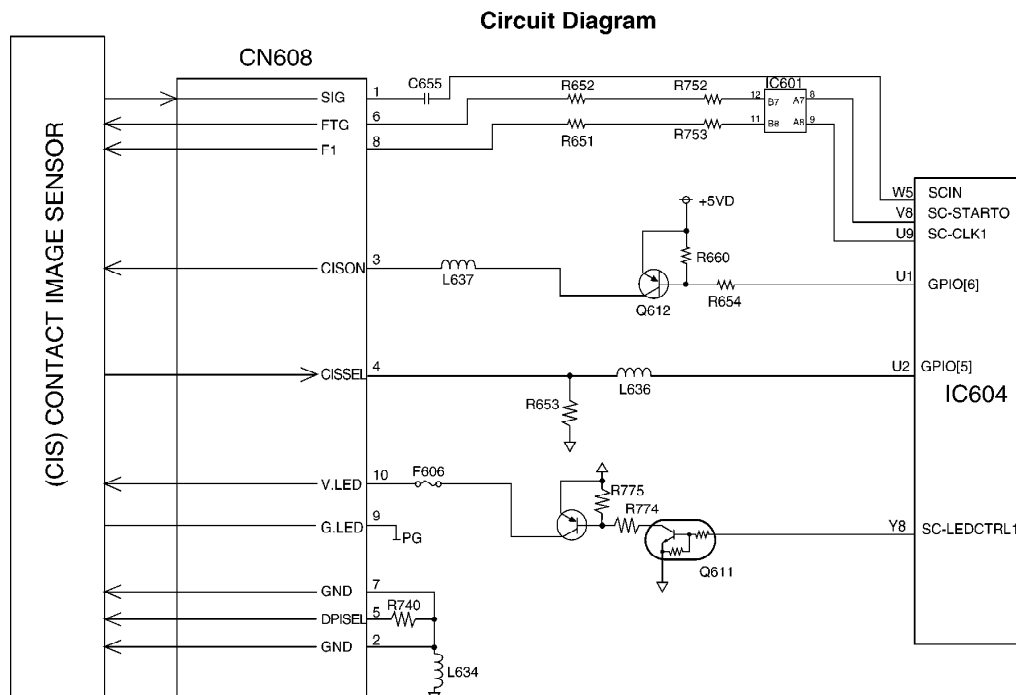 Circuit Diagram
CN608
(CIS) CONTACT IMAGE SENSOR
SIG 1 C655
FTG 6 R652 R752 12 B7 A7 8 IC601
F1 8 R651 R753 11 B8 A8 9
W5 SCIN
V8 SC-STARTO
U9 SC-CLK1
+5VD
R660
CISON 3 L637 Q612 R654 U1 GPIO[6]
CISSEL 4 R653 L636 U2 GPIO[5]
IC604
V.LED 10 F606
R775 R774
G.LED 9 PG
Q611 Y8 SC-LEDCTRL1
GND 7
DPISEL 5 R740
GND 2
L634